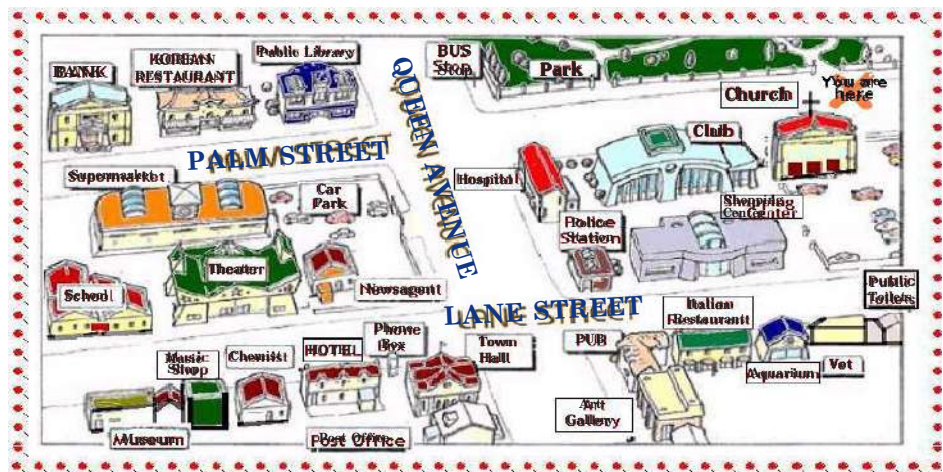 BANK
KOREAN
RESTAURANT
Public Library
BUS
Stop
Park
You are
here
Church
QUEEN AVENUE
PALM STREET
Club
Supermarket
Car
Park
Hospital
Shopping
Center
Police
Station
Theater
School
Newsagent
LANE STREET
Italian
Restaurant
Public
Toilets
Phone
Box
Town
Hall
PUB
Music
Shop
Chemist
HOTEL
Aquarium
Vet
Art
Gallery
Museum
Post Office